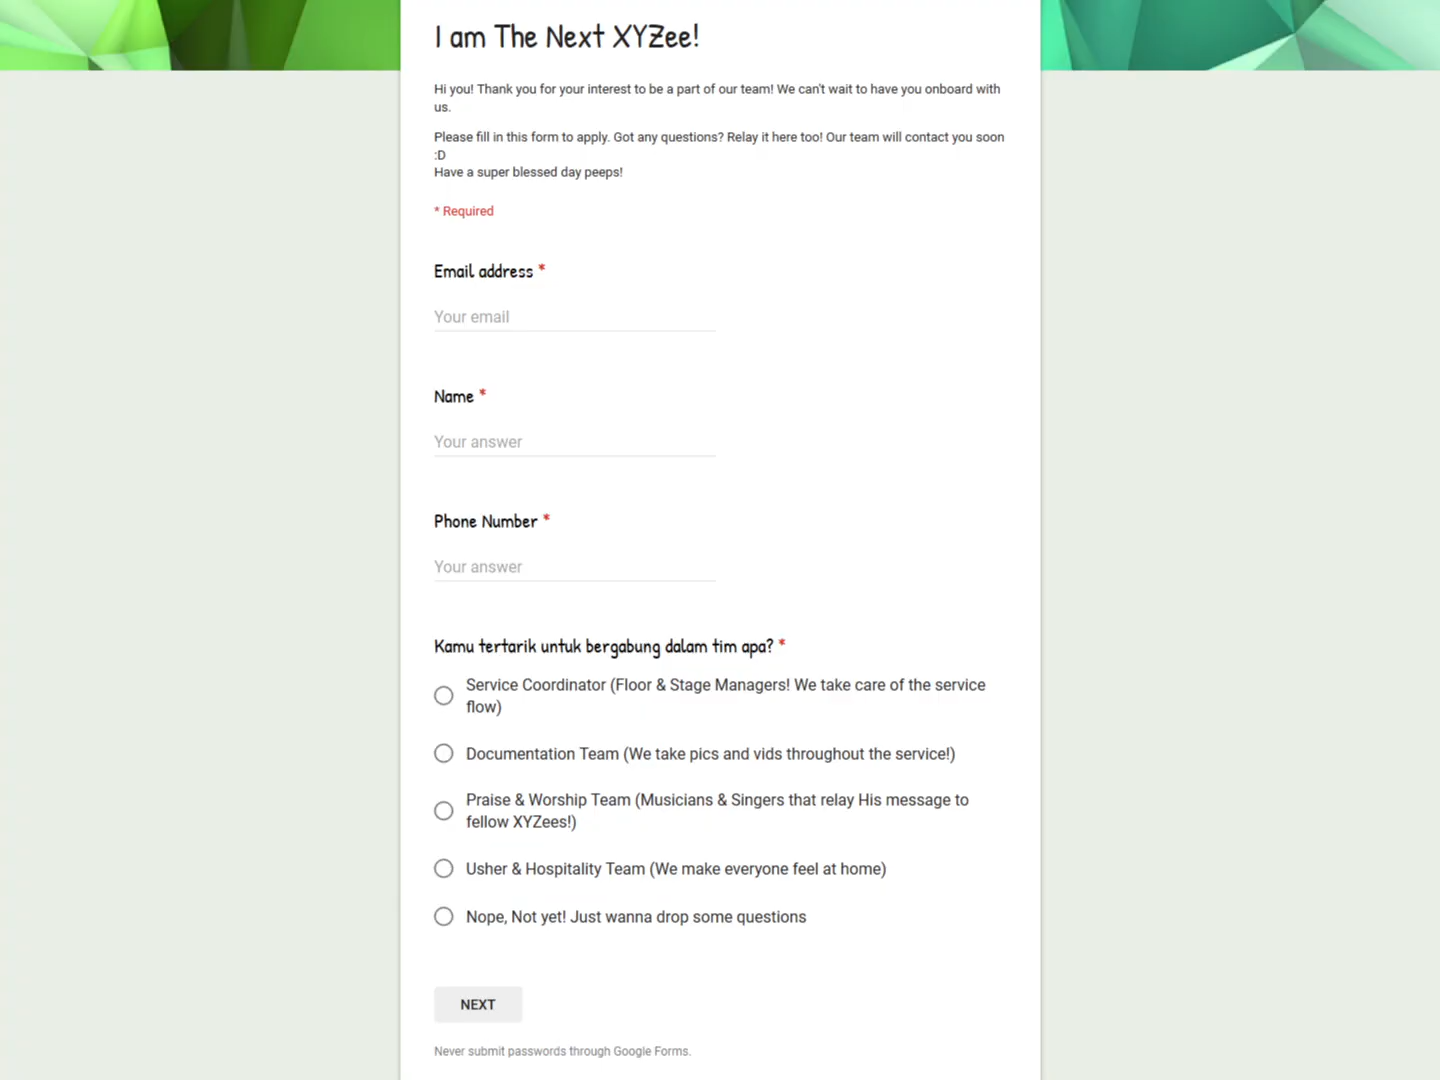 I am The Next XYZee!
Hi you! Thank you for your interest to be a part of our team! We can't wait to have you onboard with
us.
Please fill in this form to apply. Got any questions? Relay it here too! Our team will contact you soon
:D
Have a super blessed day peeps!
* Required
Email address *
Your email
Name *
Your answer
Phone Number *
Your answer
Kamu tertarik untuk bergabung dalam tim apa? *
Service Coordinator (Floor & Stage Managers! We take care of the service
flow)
Documentation Team (We take pics and vids throughout the service!)
Praise & Worship Team (Musicians & Singers that relay His message to
fellow XYZees!)
Usher & Hospitality Team (We make everyone feel at home)
Nope, Not yet! Just wanna drop some questions
NEXT
Never submit passwords through Google Forms.